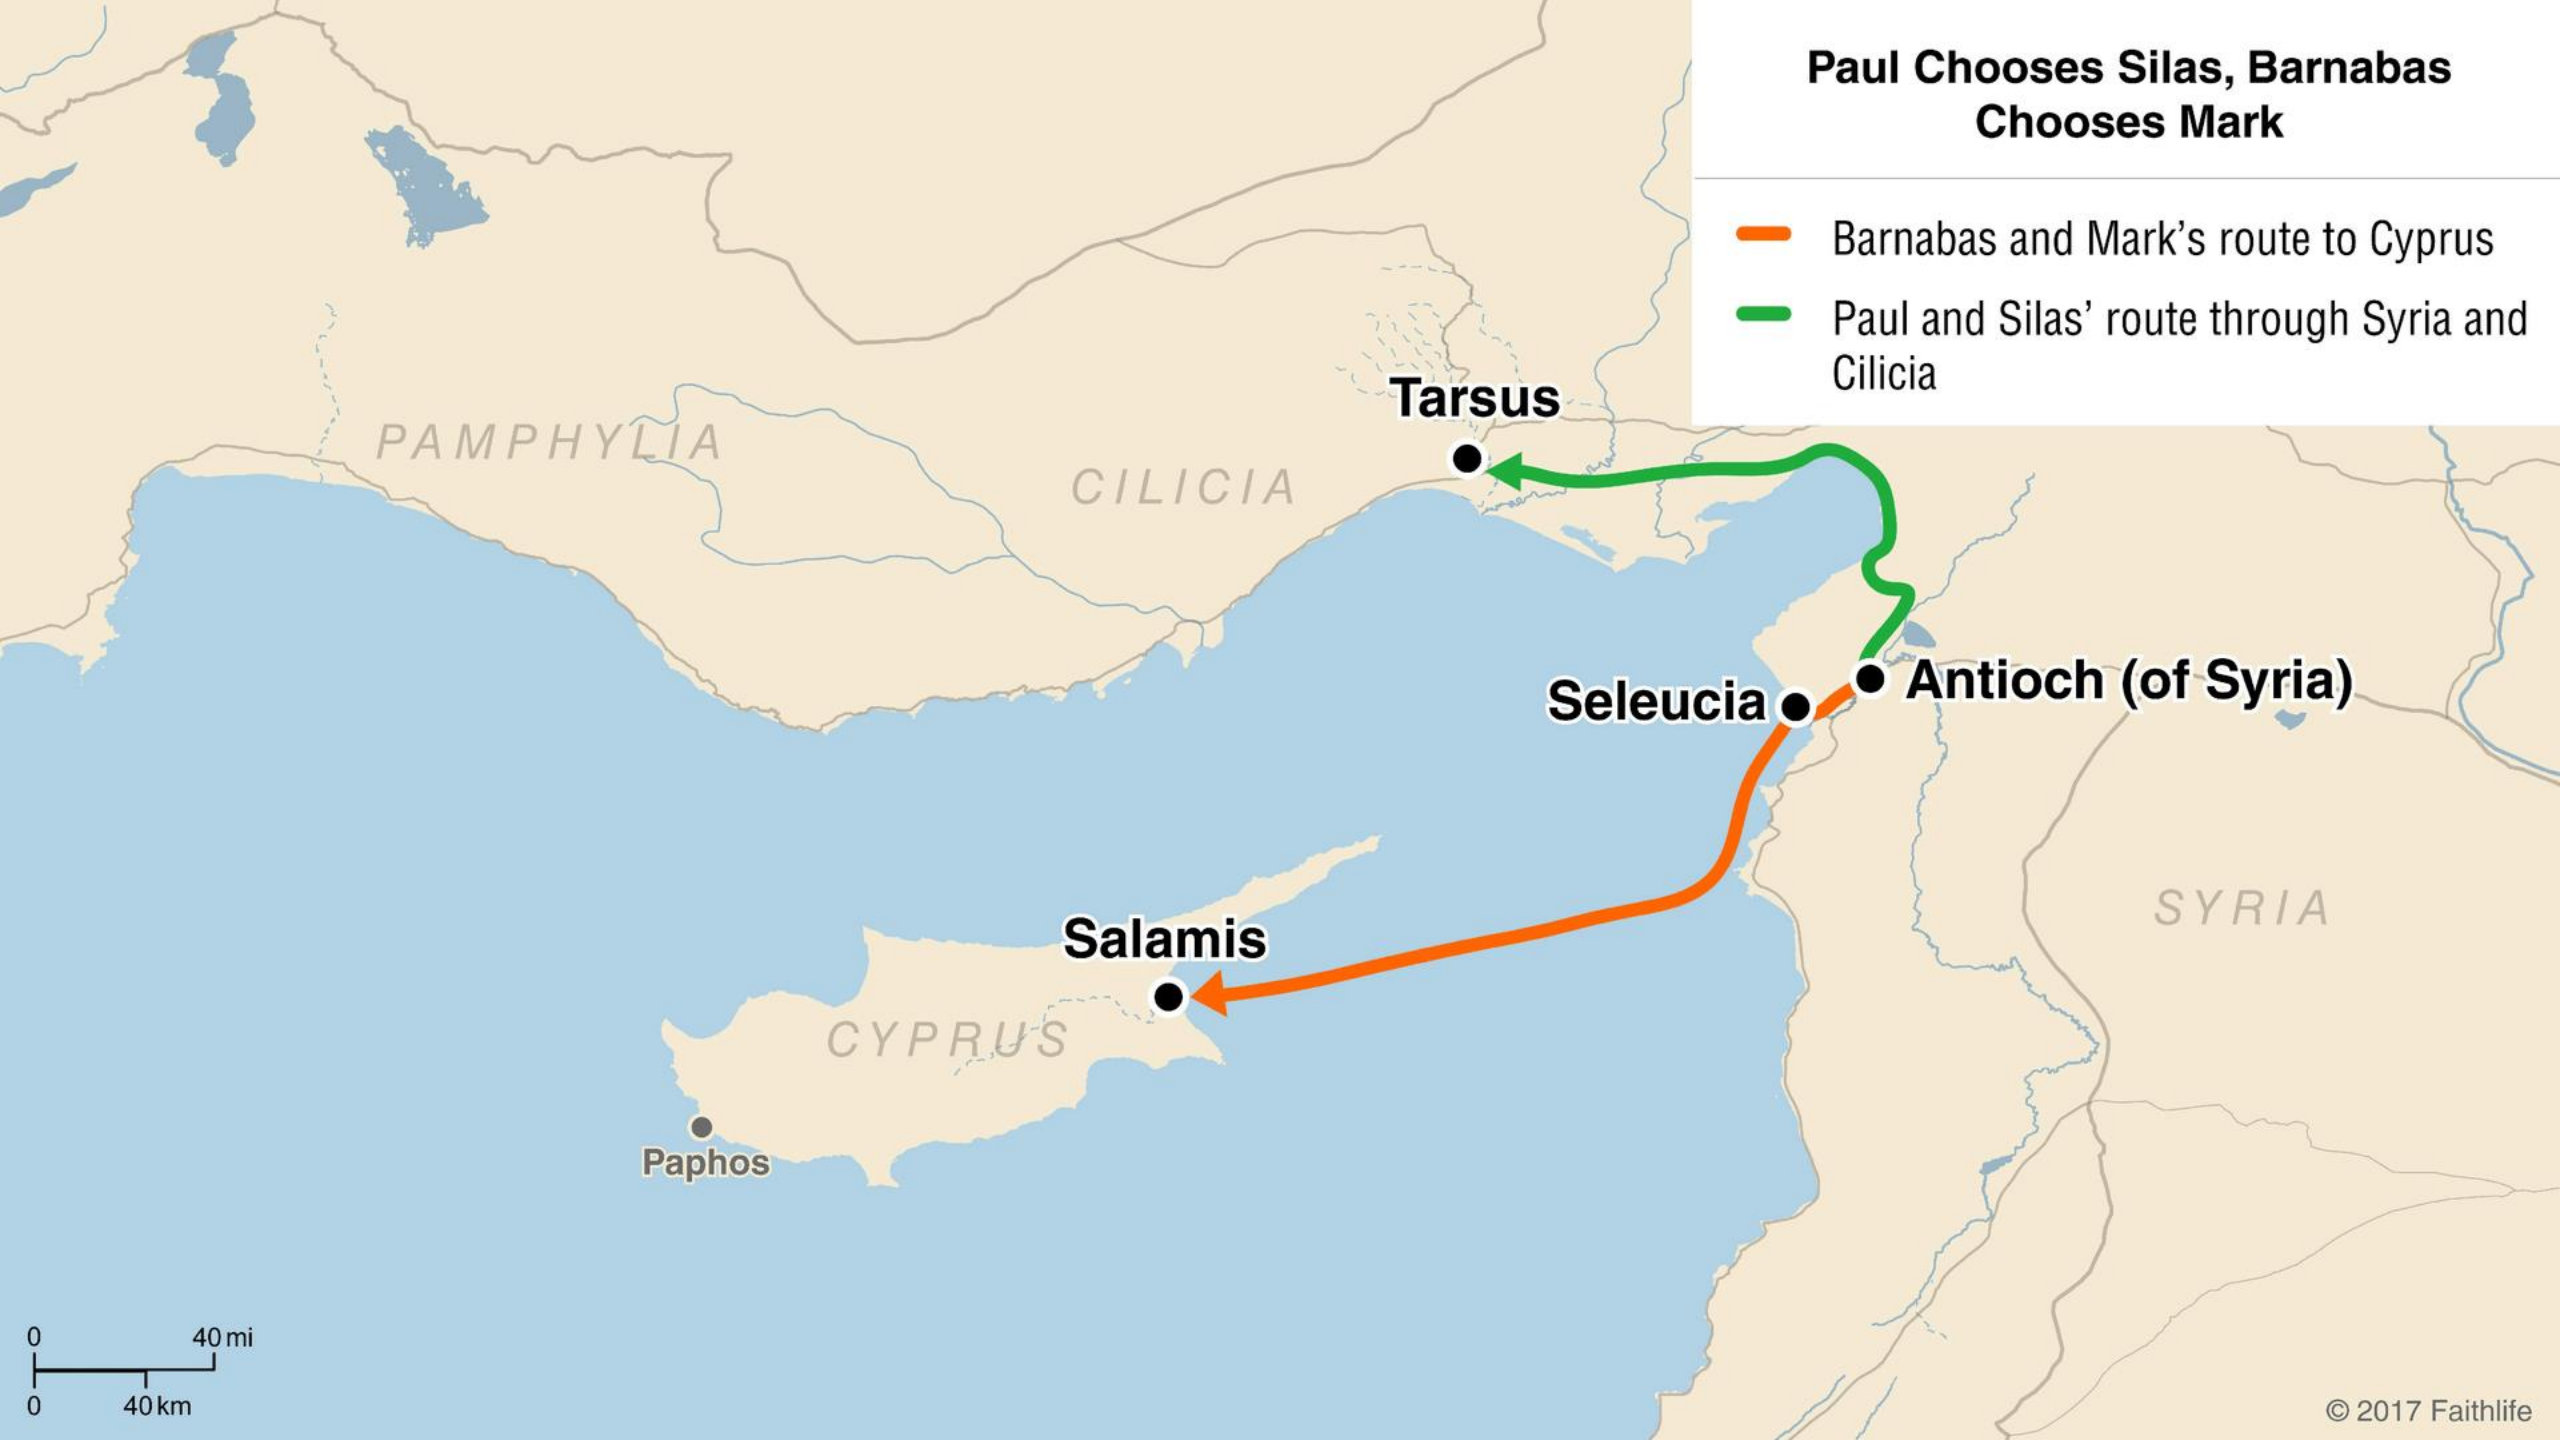 Paul Chooses Silas, Barnabas
Chooses Mark
Barnabas and Mark’s route to Cyprus
Paul and Silas’ route through Syria and
Cilicia
Tarsus
PAMPHYLIA
CILICIA
Antioch (of Syria)
Seleucia
SYRIA
Salamis
CYPRUS
Paphos
0 40 mi
0 40 km
© 2017 Faithlife